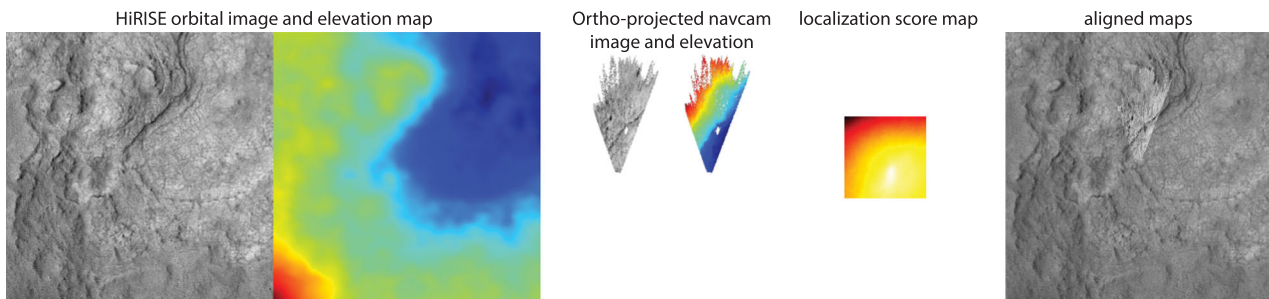 HiRISE orbital image and elevation map
Ortho-projected navcam
image and elevation
localization score map
aligned maps